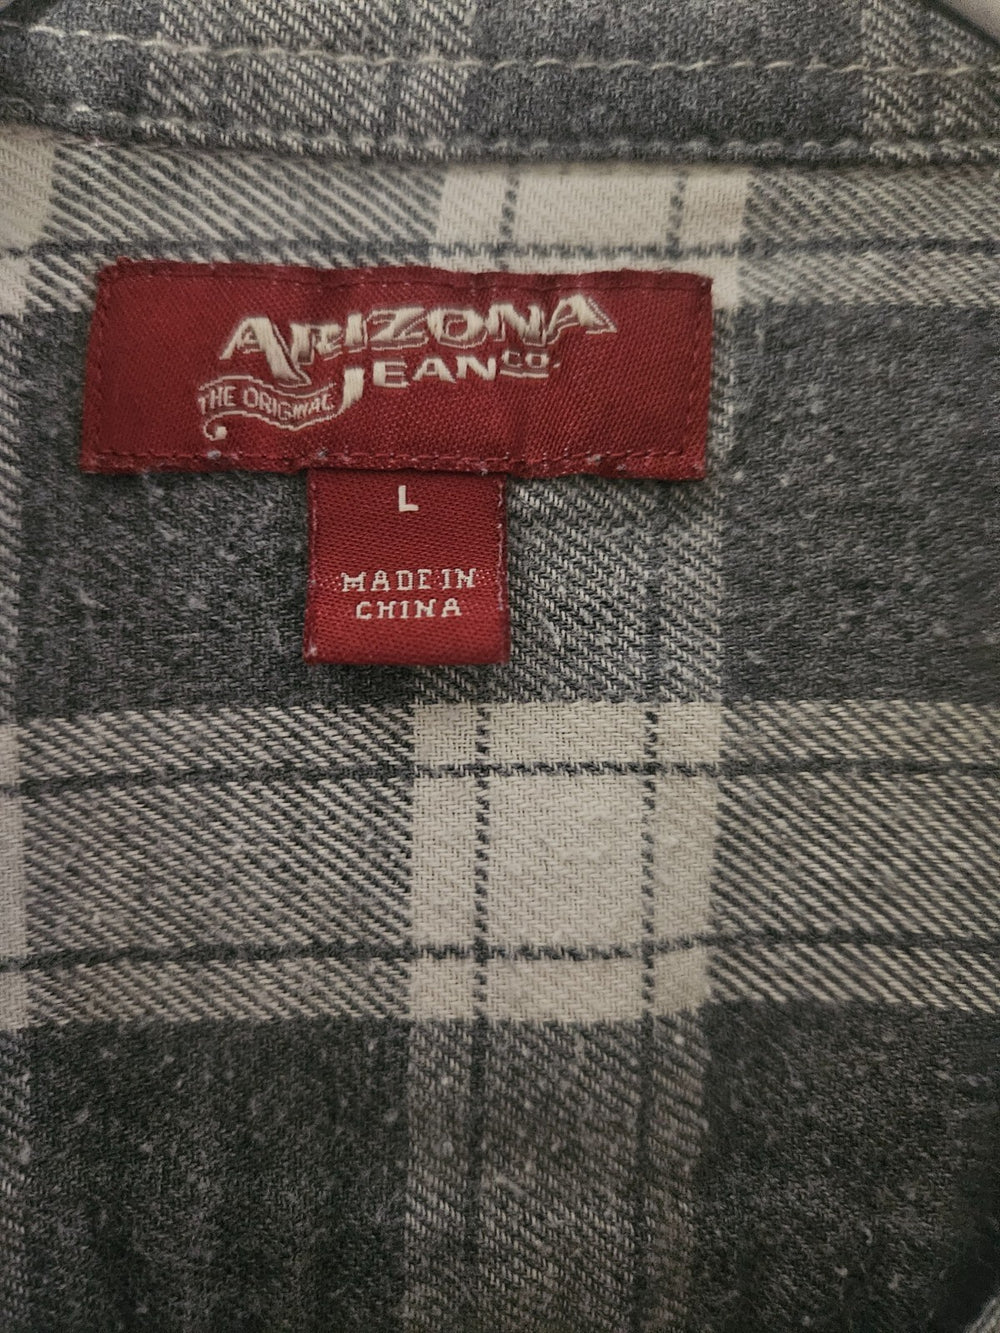 ARIZONA
JEAN CO.
THE ORIGINAL
L
MADE IN
CHINA